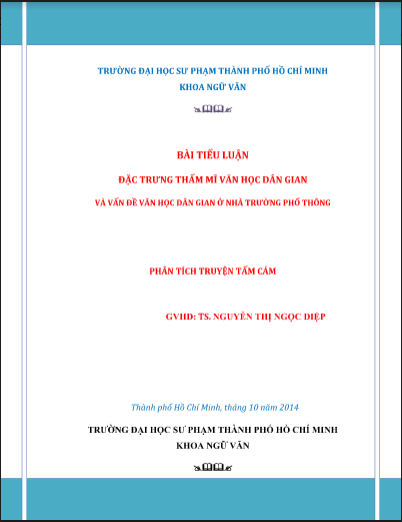 TRƯỜNG ĐẠI HỌC SƯ PHẠM THÀNH PHỐ HỒ CHÍ MINH
KHOA NGỮ VĂN
BÀI TIỂU LUẬN
ĐẶC TRƯNG THẨM MĨ VĂN HỌC DÂN GIAN
VÀ VẤN ĐỀ VĂN HỌC DÂN GIAN Ở NHÀ TRƯỜNG PHỔ THÔNG
PHÂN TÍCH TRUYỆN TẤM CÁM
GVHD: TS. NGUYỄN THỊ NGỌC DIỆP
Thành phố Hồ Chí Minh, tháng 10 năm 2014
TRƯỜNG ĐẠI HỌC SƯ PHẠM THÀNH PHỐ HỒ CHÍ MINH
KHOA NGỮ VĂN